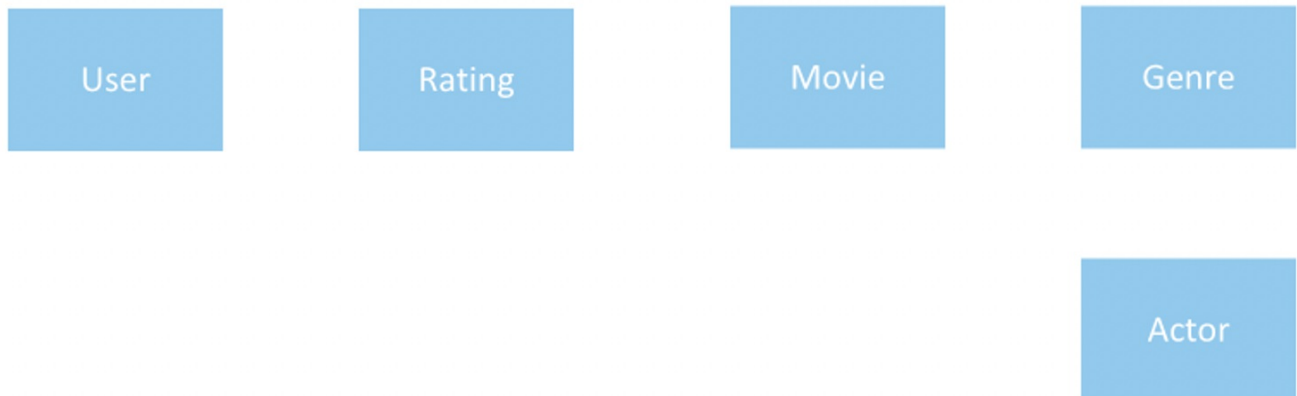 User
Rating
Movie
Genre
Actor